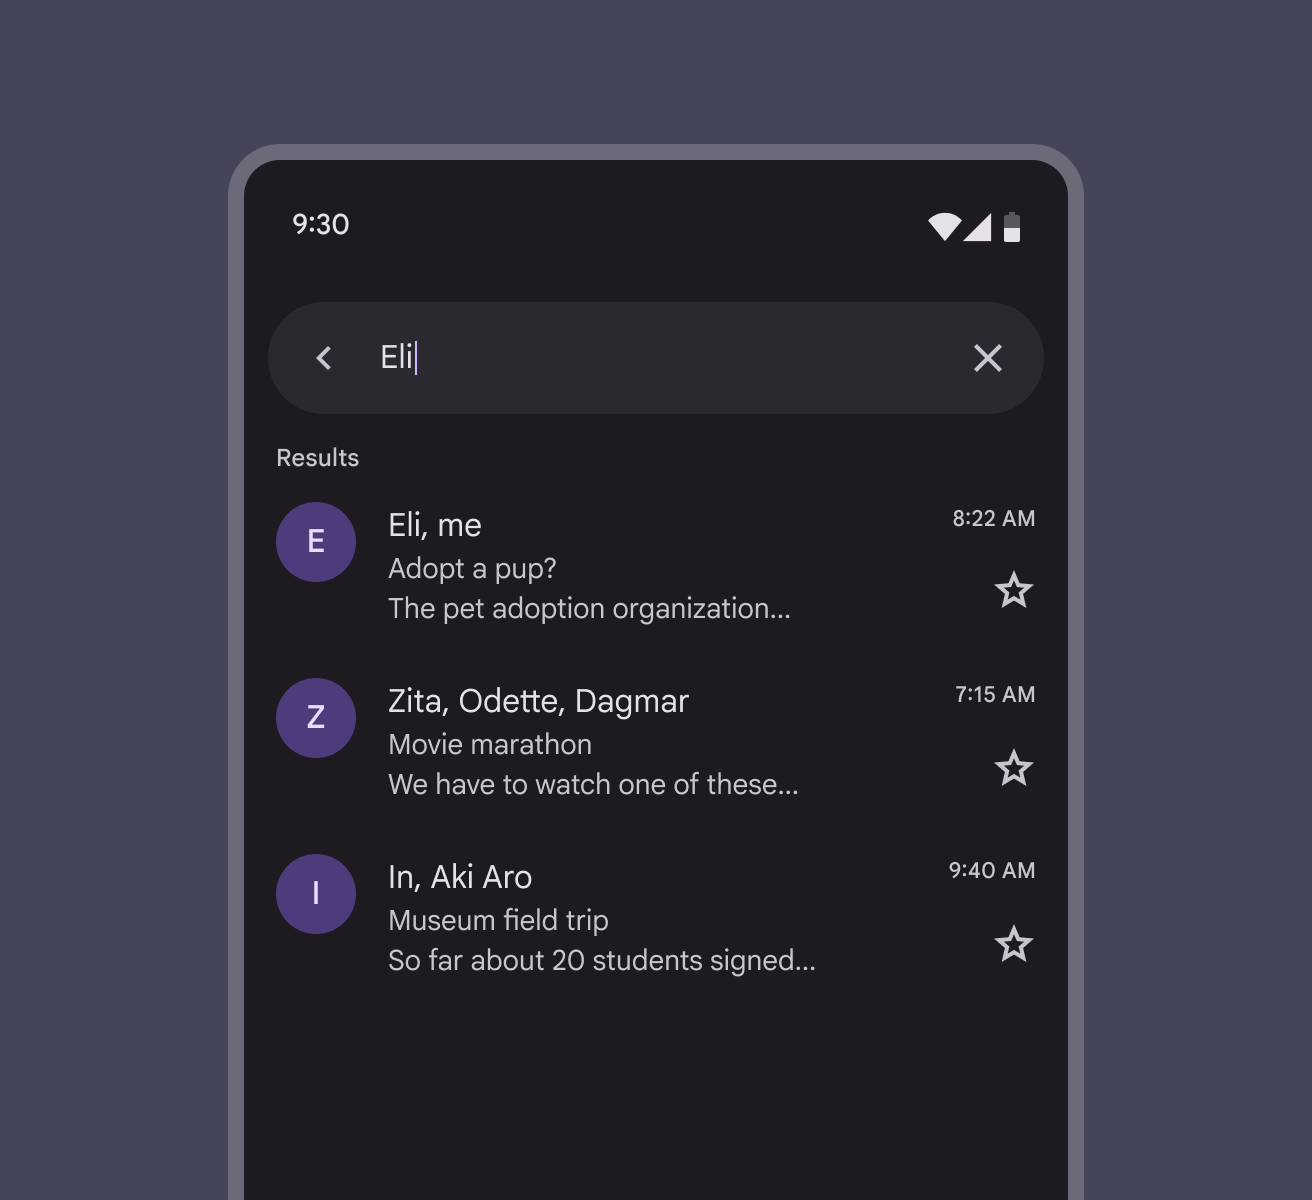 9:30
Eli
Results
E
Eli, me
8:22 AM
Adopt a pup?
The pet adoption organization...
Z
Zita, Odette, Dagmar
7:15 AM
Movie marathon
We have to watch one of these...
I
In, Aki Aro
9:40 AM
Museum field trip
So far about 20 students signed...